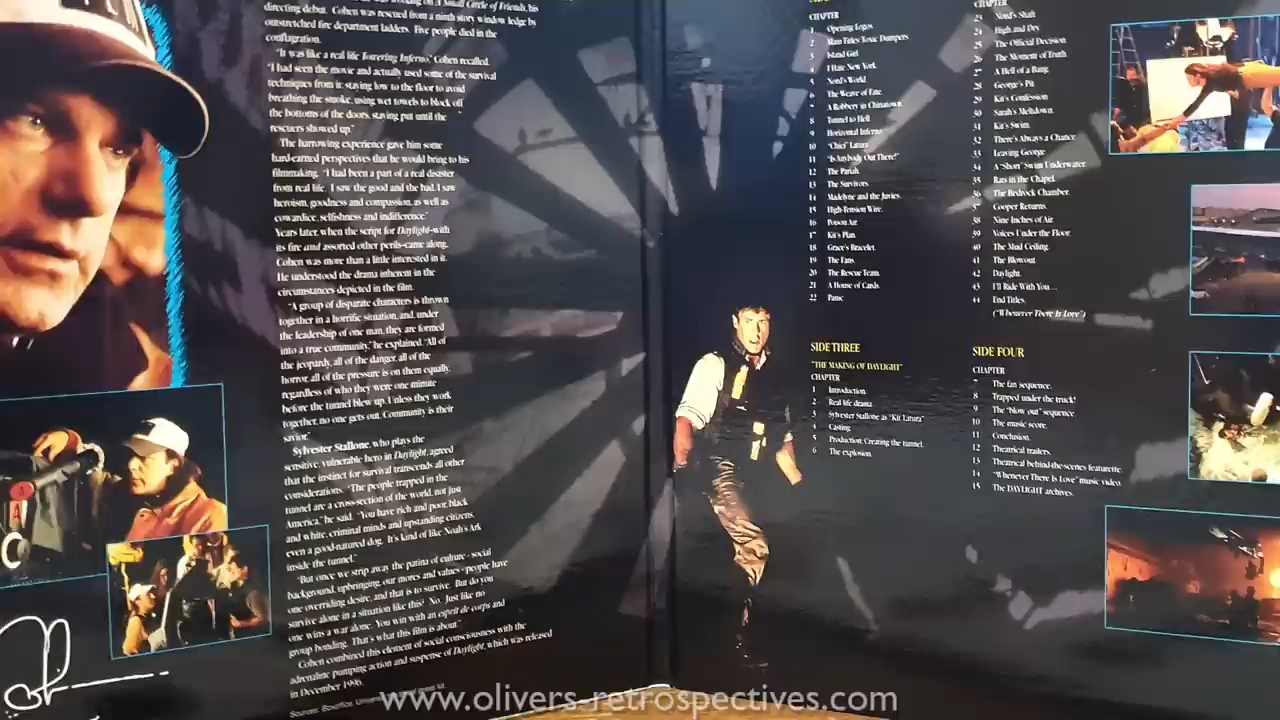 directing debut. Cohen was rescued from a ninth story window ledge by
outstretched fire department ladders. Five people died in the
conflagration.
"It was like a real life Towering Inferno," Cohen recalled.
"I had seen the movie and actually used some of the survival
techniques from it: staying low to the floor to avoid
breathing the smoke, using wet towels to block off
the bottoms of the doors, staying put until the
rescuers showed up."
The harrowing experience gave him some
hard-earned perspectives that he would bring to his
filmmaking. "I had been a part of a real disaster
from real life. I saw the good and the bad. I saw
heroism, goodness and compassion, as well as
cowardice, selfishness and indifference."
Years later, when the script for Daylight-with
its fire and assorted other perils-came along,
Cohen was more than a little interested in it.
He understood the drama inherent in the
circumstances depicted in the film.
"A group of disparate characters is thrown
together in a horrific situation, and, under
the leadership of one man, they are formed
into a true community," he explained. "All of
the jeopardy, all of the danger, all of the
horror, all of the pressure is on them equally,
regardless of who they were one minute
before the tunnel blew up. Unless they work
together, no one gets out. Community is their
savior."
Sylvester Stallone, who plays the
sensitive, vulnerable hero in Daylight, agreed
that the instinct for survival transcends all other
considerations. "The people trapped in the
tunnel are a cross-section of the world, not just
America," he said. "You have rich and poor, black
and white, criminal minds and upstanding citizens,
even a good-natured dog. It's kind of like Noah's Ark
inside the tunnel."
"But once we strip away the patina of culture - social
background, upbringing, our mores and values - people have
one overriding desire, and that is to survive. But do you
survive alone in a situation like this? No. Just like no
one wins a war alone. You win with an esprit de corps and
group bonding. That's what this film is about."
Cohen combined this element of social consciousness with the
adrenaline pumping action and suspense of Daylight, which was released
in December 1996.
CHAPTER
1 Opening Logos
2 Main Titles/Toxic Dumpers.
3 Island Girl
4 I Hate New York.
5 Nord's World
6 The Weave of Fate.
7 A Robbery in Chinatown.
8 Tunnel to Hell
9 Horizontal Inferno
10 "Chief" Latura
11 "Is Anybody Out There?"
12 The Pariah.
13 The Survivors.
14 Madelyne and the Juvies.
15 High-Tension Wire.
16 Poison Air
17 Kit's Plan.
18 Grace's Bracelet.
19 The Fans.
20 The Rescue Team.
21 A House of Cards.
22 Panic
CHAPTER
23 Nord's Shaft
24 High and Dry
25 The Official Decision
26 The Moment of Truth
27 A Hell of a Bang.
28 George's Pit
29 Kit's Confession
30 Sarah's Meltdown.
31 Kit's Swim.
32 There's Always a Chance.
33 Leaving George
34 A "Short" Swim Underwater.
35 Rats in the Chapel.
36 The Bedrock Chamber.
37 Cooper Returns.
38 Nine Inches of Air.
39 Voices Under the Floor.
40 The Mud Ceiling.
41 The Blowout
42 Daylight.
43 I'll Ride With You...
44 End Titles.
("Whenever There Is Love")
SIDE THREE
"THE MAKING OF DAYLIGHT"
CHAPTER
1 Introduction.
2 Real life drama.
3 Sylvester Stallone as "Kit Latura"
4 Casting
5 Production: Creating the tunnel.
6 The explosion.
SIDE FOUR
CHAPTER
7 The fan sequence.
8 Trapped under the truck!
9 The "blow out" sequence
10 The music score.
11 Conclusion.
12 Theatrical trailers.
13 Theatrical behind-the-scenes featurette.
14 "Whenever There Is Love" music video.
15 The DAYLIGHT archives.
www.olivers-retrospectives.com